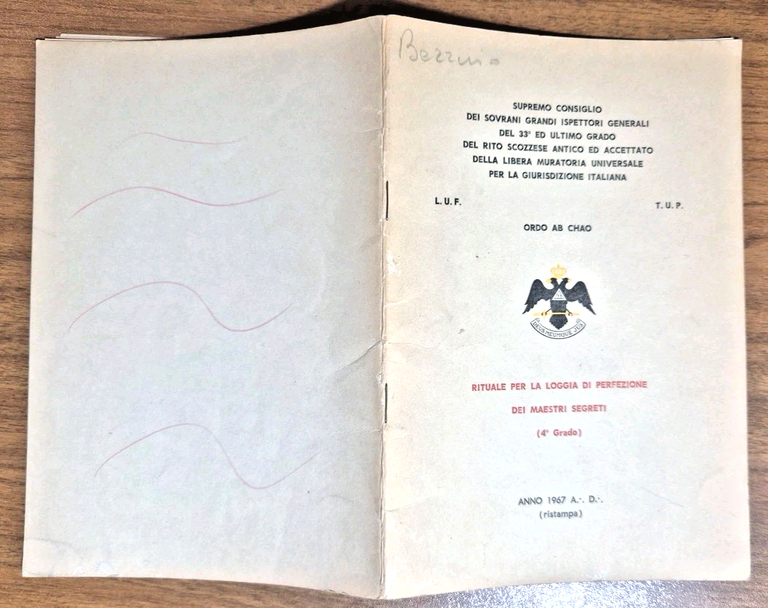 SUPREMO CONSIGLIO
DEI SOVRANI GRANDI ISPETTORI GENERALI
DEL 33° ED ULTIMO GRADO
DEL RITO SCOZZESE ANTICO ED ACCETTATO
DELLA LIBERA MURATORIA UNIVERSALE
PER LA GIURISDIZIONE ITALIANA
L. U. F. T. U. P.
ORDO AB CHAO
RITUALE PER LA LOGGIA DI PERFEZIONE
DEI MAESTRI SEGRETI
(4° Grado)
ANNO 1967 A∴ D∴
(ristampa)